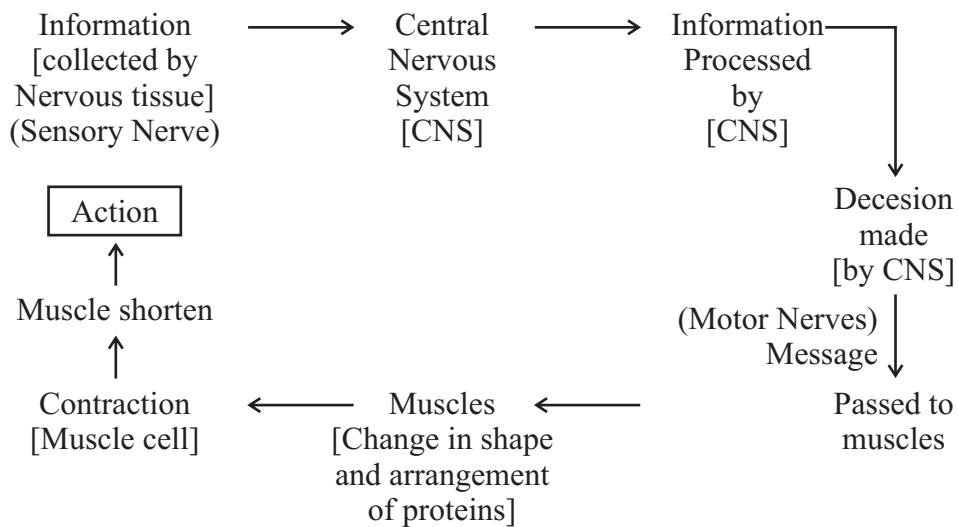 Information
[collected by
Nervous tissue]
(Sensory Nerve)
Central
Nervous
System
[CNS]
Information
Processed
by
[CNS]
Decesion
made
[by CNS]
(Motor Nerves)
Message
Passed to
muscles
Muscles
[Change in shape
and arrangement
of proteins]
Contraction
[Muscle cell]
Muscle shorten
Action